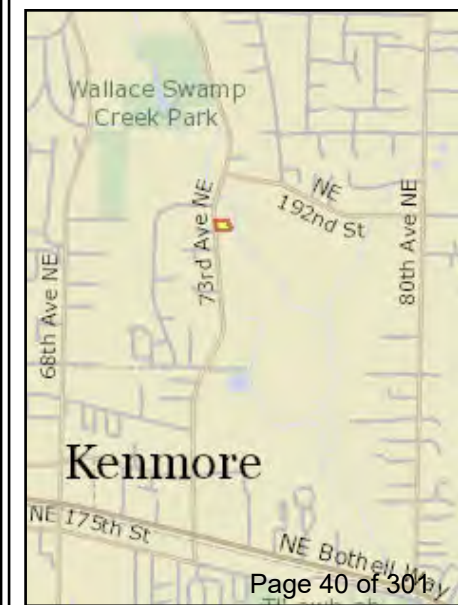 Wallace Swamp
Creek Park
NE
192nd St
73rd Ave NE
80th Ave NE
68th Ave NE
Kenmore
NE 175th St
NE Bothell Way
Page 40 of 301